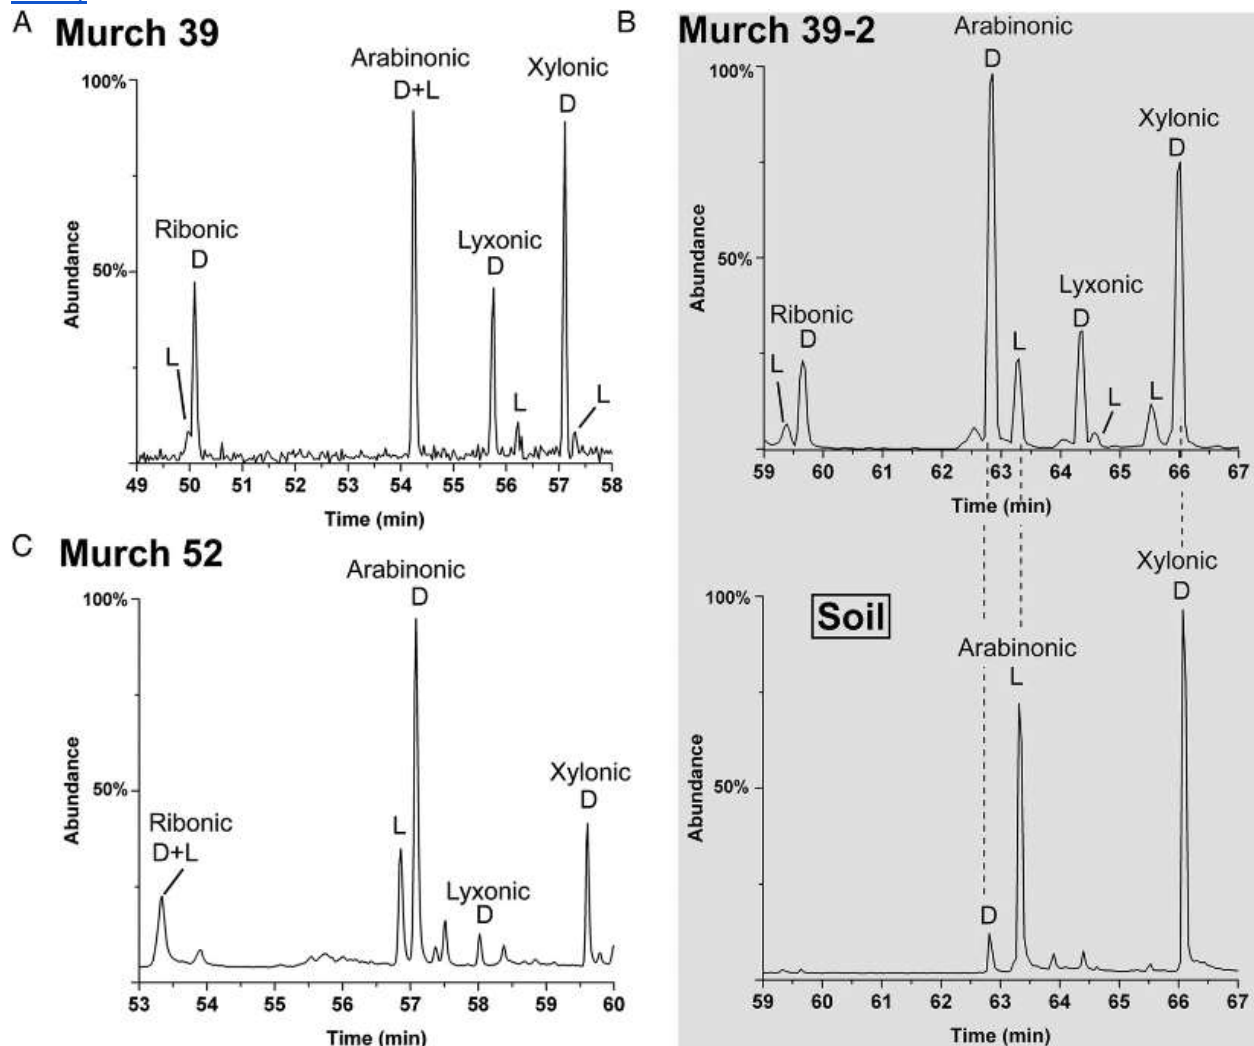 A Murch 39
100%
50%
Abundance
Ribonic
D
L
Arabinonic
D+L
Lyxonic
D
L
Xylonic
D
L
49 50 51 52 53 54 55 56 57 58
Time (min)
B Murch 39-2
100%
50%
Abundance
Ribonic
D
L
Arabinonic
D
L
Lyxonic
D
L
L
Xylonic
D
59 60 61 62 63 64 65 66 67
Time (min)
C Murch 52
100%
50%
Abundance
Ribonic
D+L
Arabinonic
D
L
Lyxonic
D
Xylonic
D
53 54 55 56 57 58 59 60
Time (min)
Soil
100%
50%
Abundance
Arabinonic
L
D
Xylonic
D
59 60 61 62 63 64 65 66 67
Time (min)